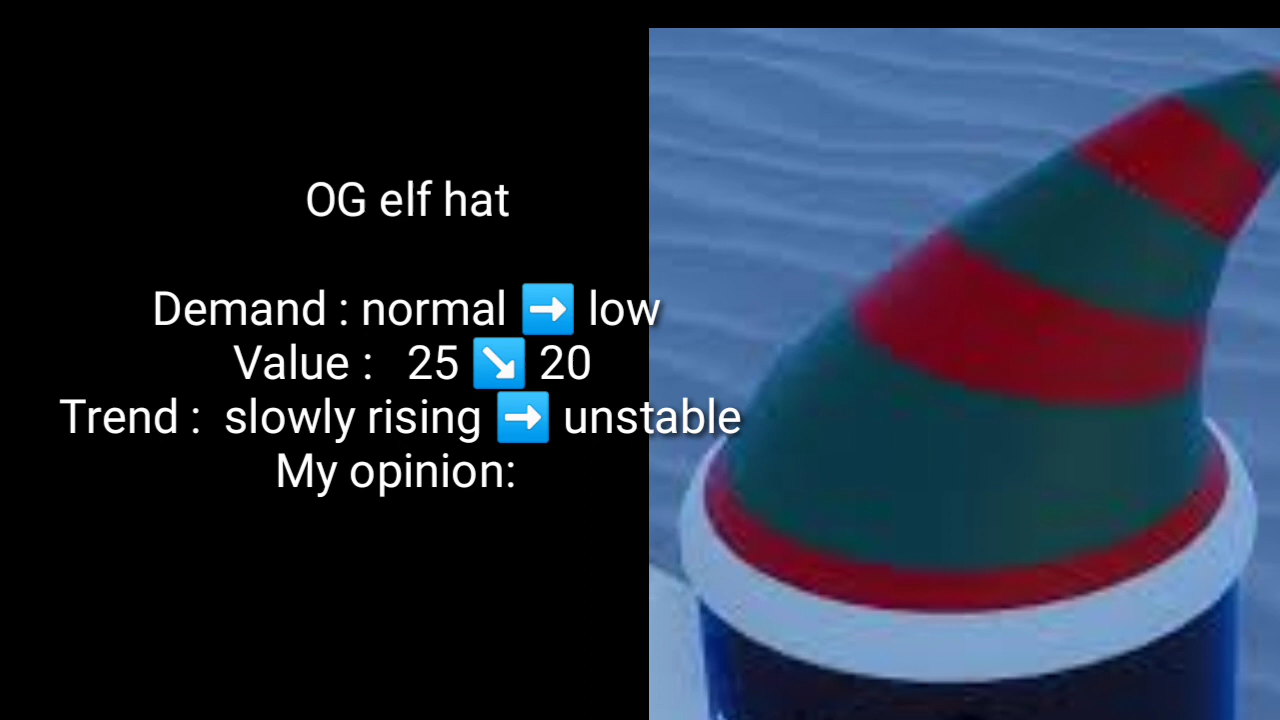 OG elf hat
Demand : normal ➡️ low
Value : 25 ↘️ 20
Trend : slowly rising ➡️ unstable
My opinion: